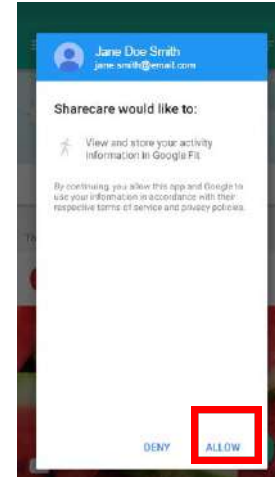 Jane Doe Smith
jane.smith@email.com
Sharecare would like to:
View and store your activity
information in Google Fit
By continuing, you allow this app and Google to
use your information in accordance with their
respective terms of service and privacy policies.
DENY ALLOW